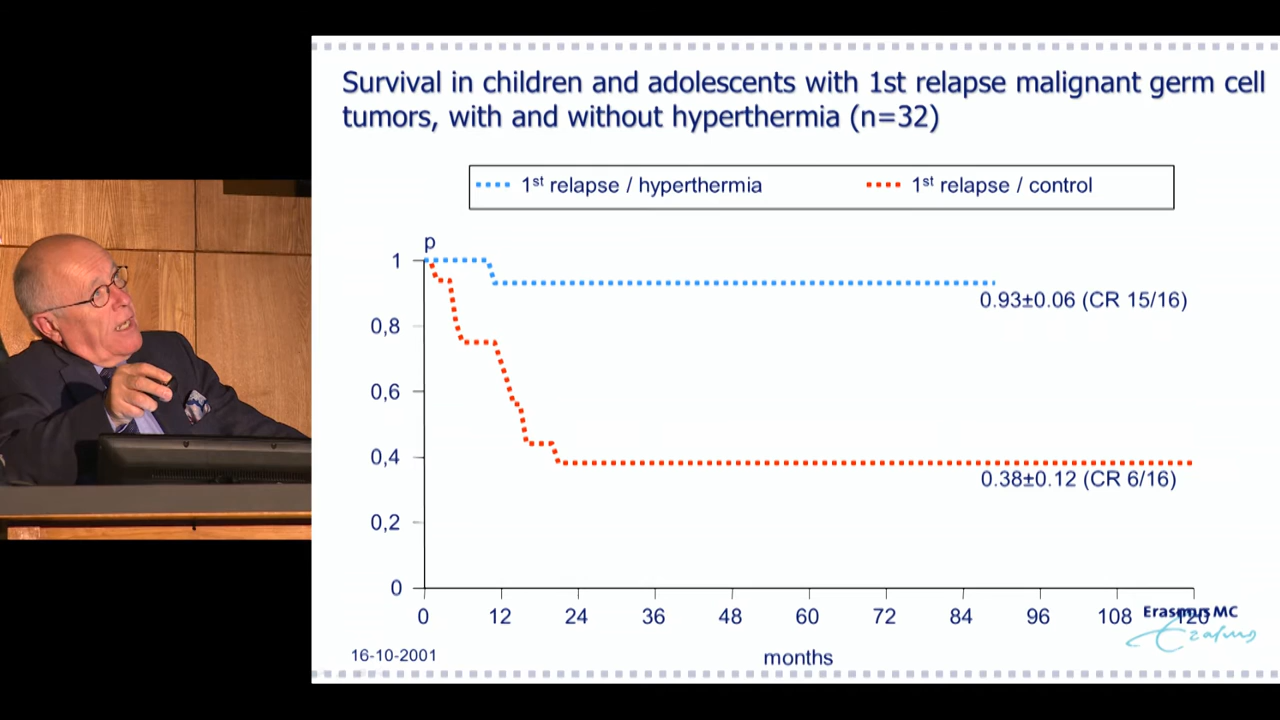 Survival in children and adolescents with 1st relapse malignant germ cell
tumors, with and without hyperthermia (n=32)
1st relapse / hyperthermia
1st relapse / control
p
1
0,8
0,6
0,4
0,2
0
0.93±0.06 (CR 15/16)
0.38±0.12 (CR 6/16)
0 12 24 36 48 60 72 84 96 108 120
months
16-10-2001
Erasmus MC
Erasmus